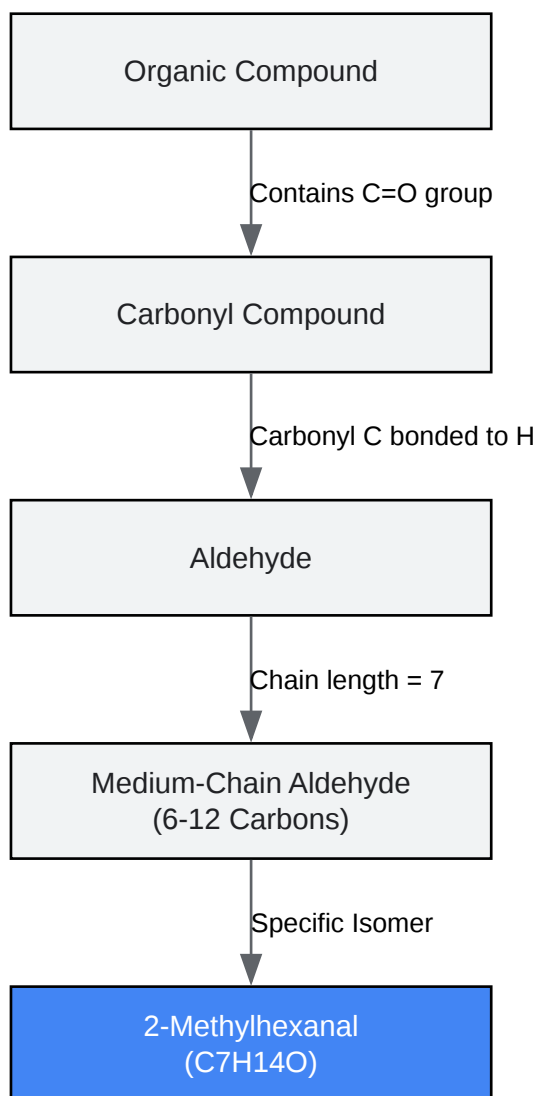 Organic Compound
Contains C=O group
Carbonyl Compound
Carbonyl C bonded to H
Aldehyde
Chain length = 7
Medium-Chain Aldehyde
(6-12 Carbons)
Specific Isomer
2-Methylhexanal
(C7H14O)